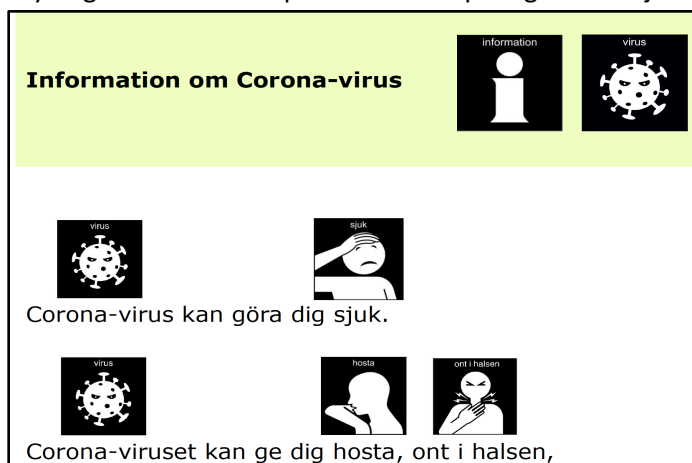 information virus
Information om Corona-virus
virus sjuk
Corona-virus kan göra dig sjuk.
virus hosta ont i halsen
Corona-viruset kan ge dig hosta, ont i halsen,